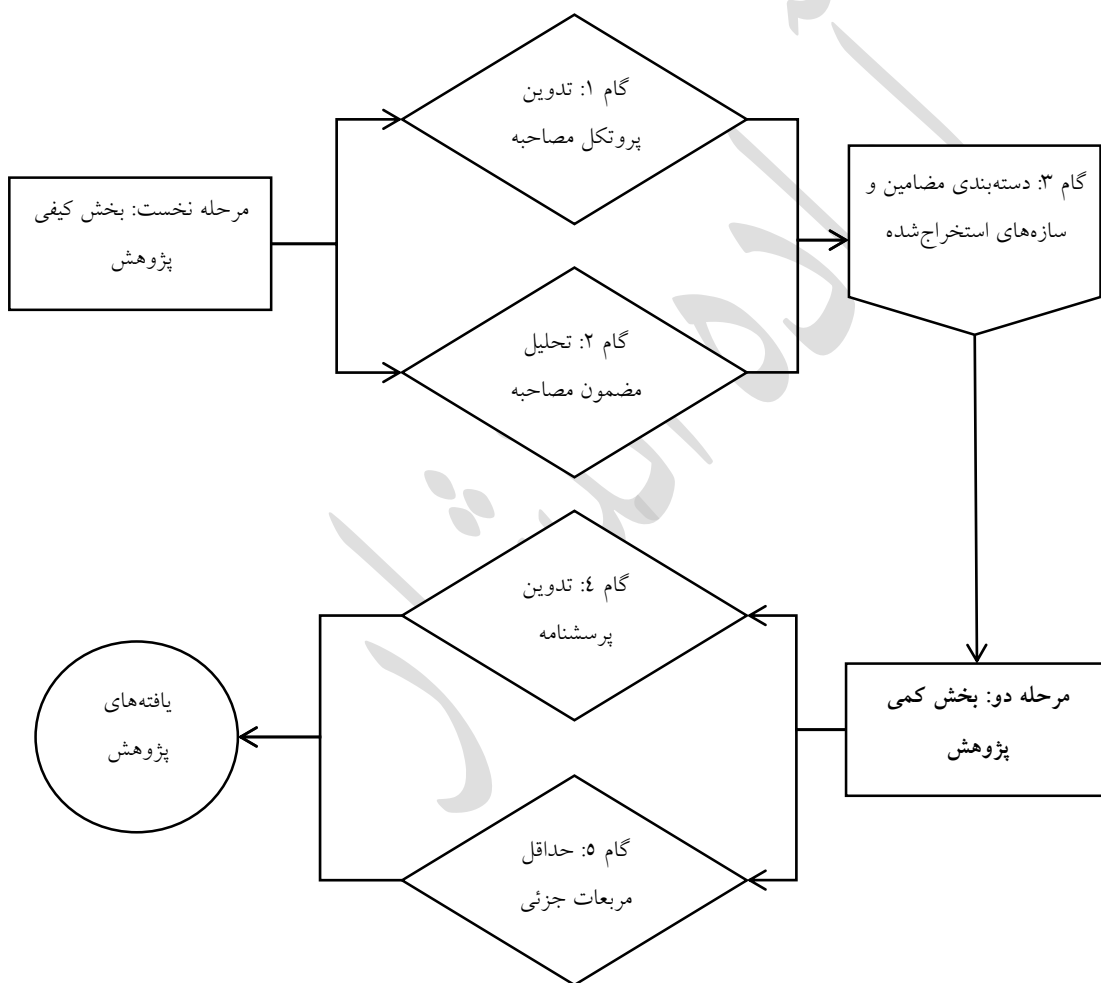 گام ۱: تدوین
پروتکل مصاحبه
مرحله نخست: بخش کیفی
پژوهش
گام ۳: دسته‌بندی مضامین و
سازه‌های استخراج‌شده
گام ۲: تحلیل
مضمون مصاحبه
گام ٤: تدوین
پرسشنامه
مرحله دو: بخش کمی
پژوهش
یافته‌های
پژوهش
گام ٥: حداقل
مربعات جزئی